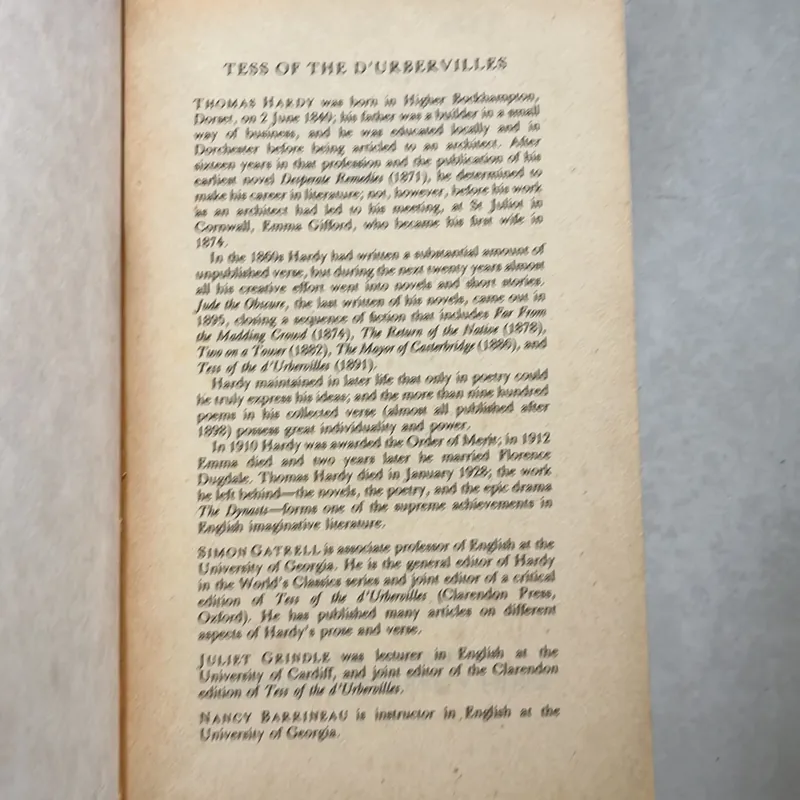 TESS OF THE D'URBERVILLES
THOMAS HARDY was born in Higher Bockhampton,
Dorset, on 2 June 1840; his father was a builder in a small
way of business, and he was educated locally and in
Dorchester before being articled to an architect. After
sixteen years in that profession and the publication of his
earliest novel Desperate Remedies (1871), he determined to
make his career in literature; not, however, before his work
as an architect had led to his meeting, at St Juliot in
Cornwall, Emma Gifford, who became his first wife in
1874.
In the 1860s Hardy had written a substantial amount of
unpublished verse, but during the next twenty years almost
all his creative effort went into novels and short stories.
Jude the Obscure, the last written of his novels, came out in
1895, closing a sequence of fiction that includes Far From
the Madding Crowd (1874), The Return of the Native (1878),
Two on a Tower (1882), The Mayor of Casterbridge (1886), and
Tess of the d'Urbervilles (1891).
Hardy maintained in later life that only in poetry could
he truly express his ideas; and the more than nine hundred
poems in his collected verse (almost all published after
1898) possess great individuality and power.
In 1910 Hardy was awarded the Order of Merit; in 1912
Emma died and two years later he married Florence
Dugdale. Thomas Hardy died in January 1928; the work
he left behind—the novels, the poetry, and the epic drama
The Dynasts—forms one of the supreme achievements in
English imaginative literature.
SIMON GATRELL is associate professor of English at the
University of Georgia. He is the general editor of Hardy
in the World's Classics series and joint editor of a critical
edition of Tess of the d'Urbervilles (Clarendon Press,
Oxford). He has published many articles on different
aspects of Hardy's prose and verse.
JULIET GRINDLE was lecturer in English at the
University of Cardiff, and joint editor of the Clarendon
edition of Tess of the d'Urbervilles.
NANCY BARRINEAU is instructor in English at the
University of Georgia.